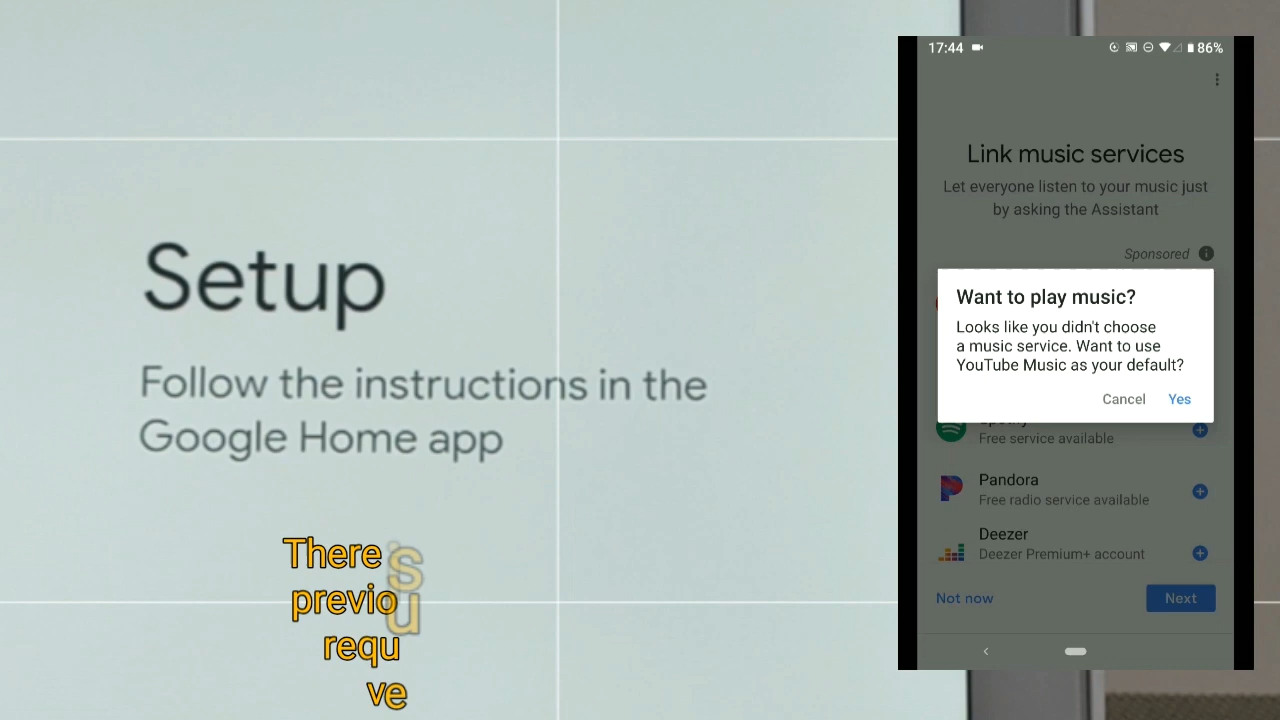 Setup
Follow the instructions in the
Google Home app
There's
previou
requ
ve
17:44
86%
Link music services
Let everyone listen to your music just
by asking the Assistant
Sponsored
Want to play music?
Looks like you didn't choose
a music service. Want to use
YouTube Music as your default?
Cancel
Yes
Free service available
Pandora
Free radio service available
Deezer
Deezer Premium+ account
Not now
Next